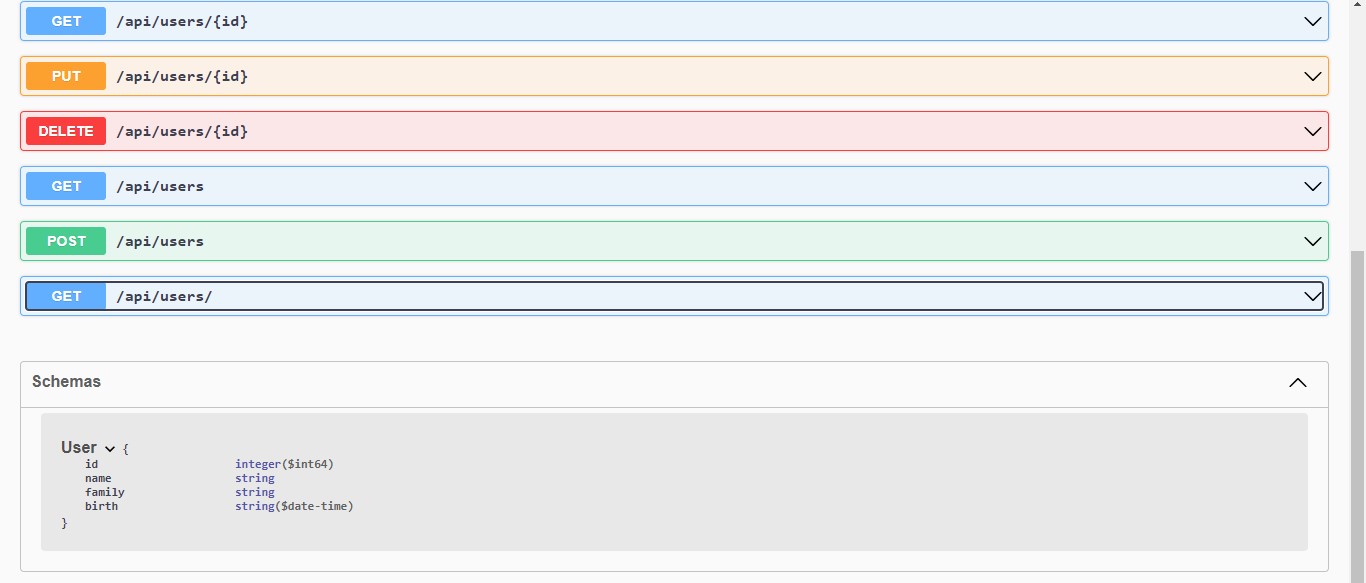 GET /api/users/{id}
PUT /api/users/{id}
DELETE /api/users/{id}
GET /api/users
POST /api/users
GET /api/users/
Schemas
User {
id integer($int64)
name string
family string
birth string($date-time)
}